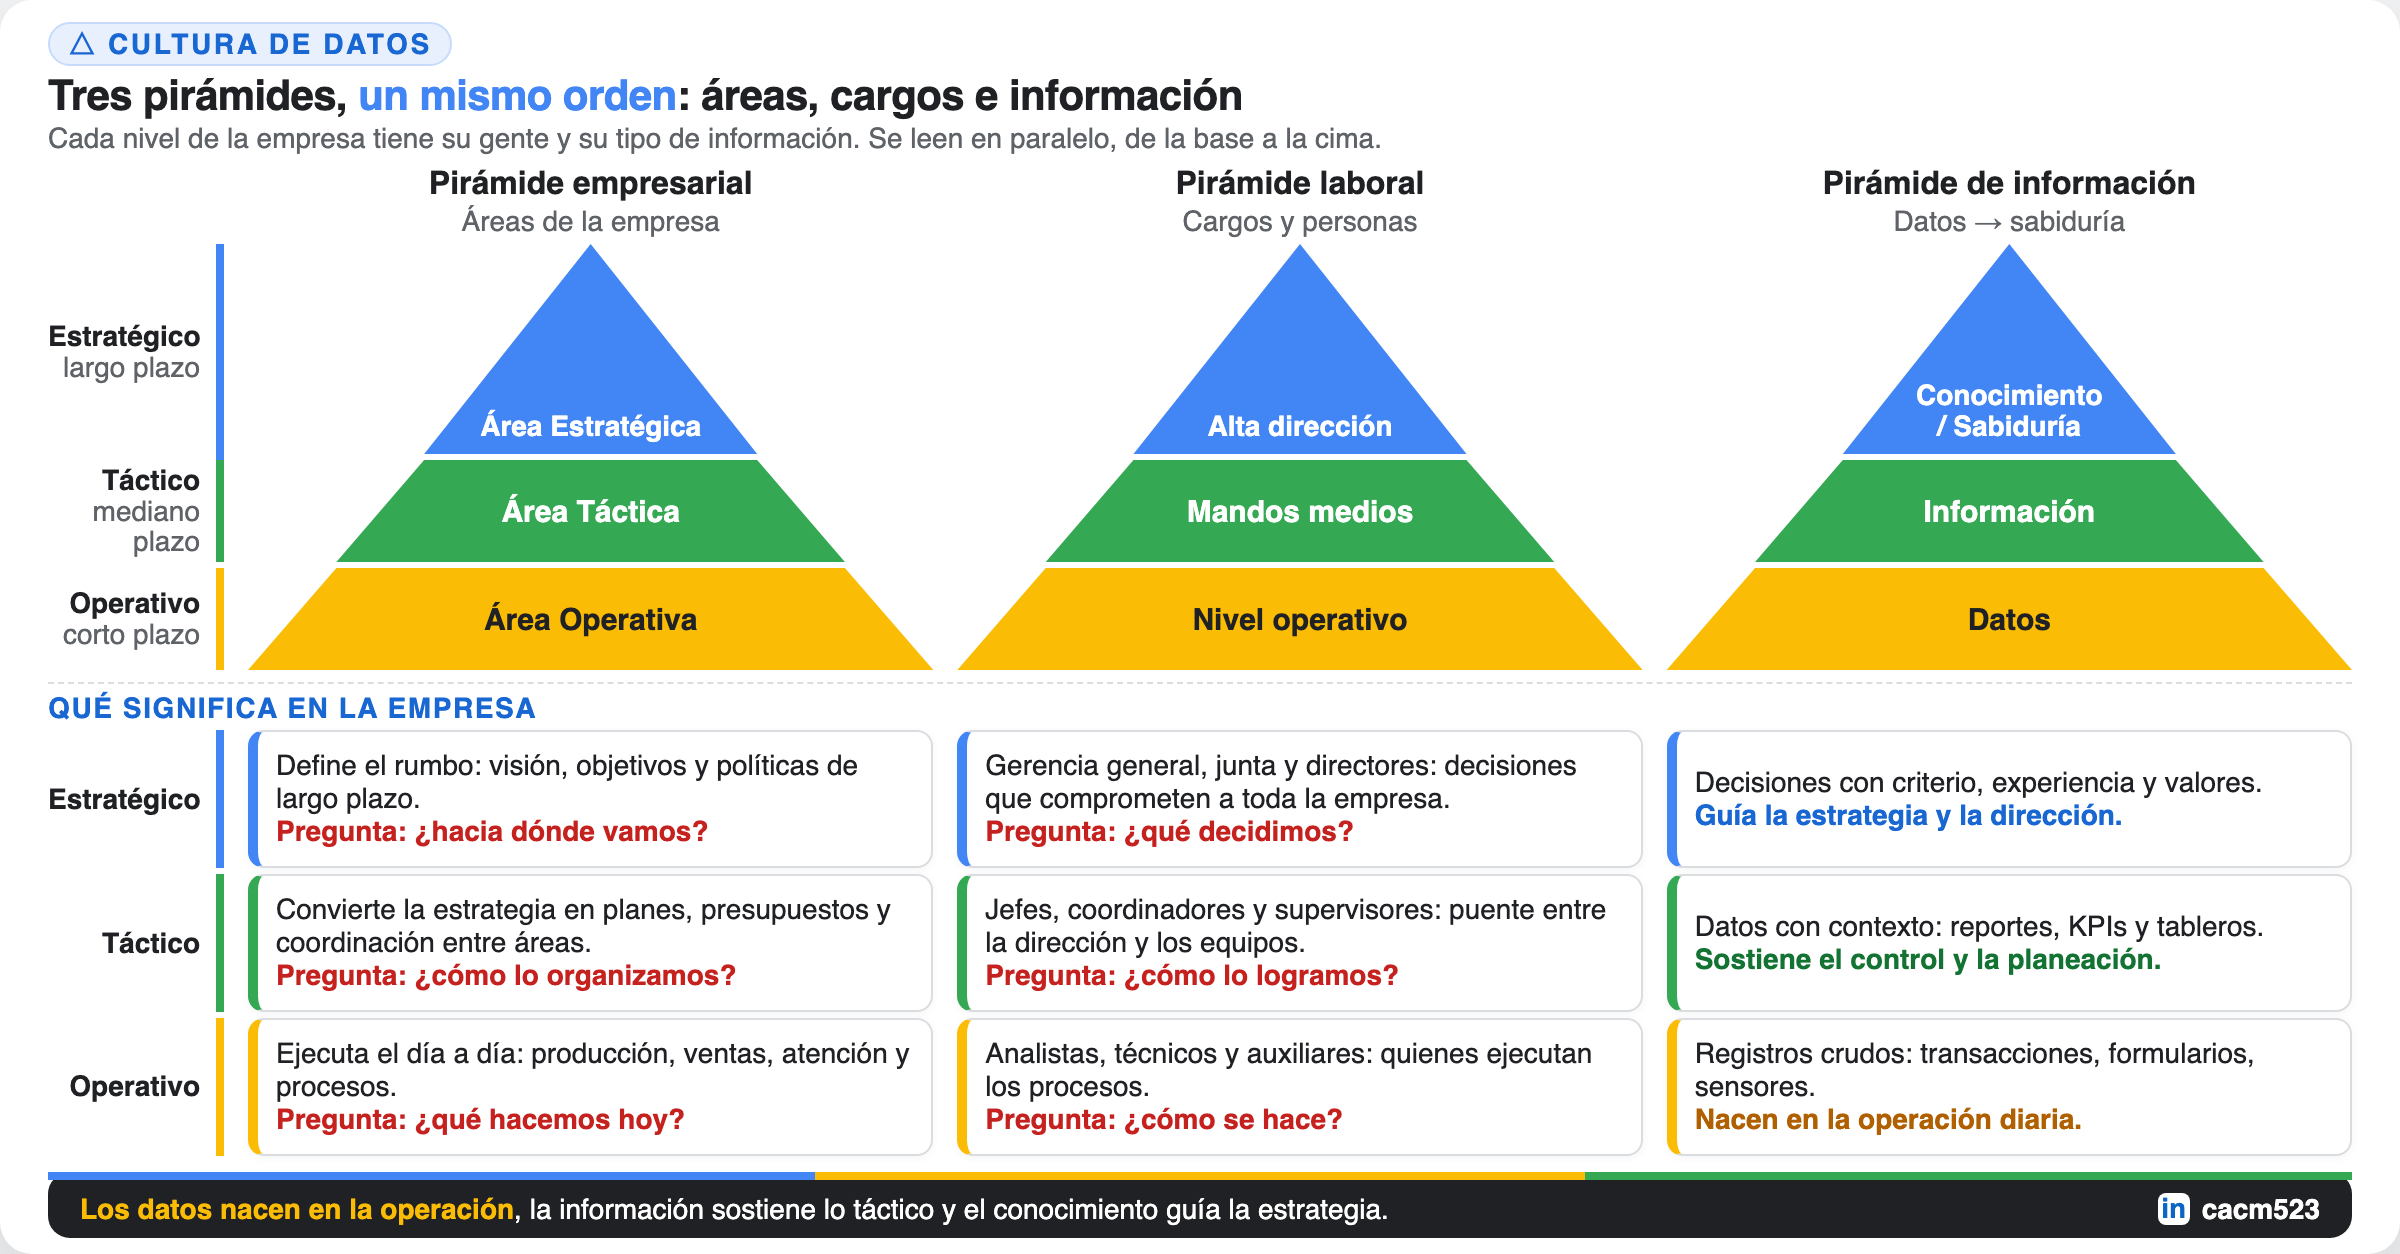 △ CULTURA DE DATOS
Tres pirámides, un mismo orden: áreas, cargos e información
Cada nivel de la empresa tiene su gente y su tipo de información. Se leen en paralelo, de la base a la cima.
Pirámide empresarial
Áreas de la empresa
Pirámide laboral
Cargos y personas
Pirámide de información
Datos → sabiduría
Estratégico
largo plazo
Área Estratégica
Alta dirección
Conocimiento
/ Sabiduría
Táctico
mediano
plazo
Área Táctica
Mandos medios
Información
Operativo
corto plazo
Área Operativa
Nivel operativo
Datos
QUÉ SIGNIFICA EN LA EMPRESA
Estratégico
Define el rumbo: visión, objetivos y políticas de
largo plazo.
Pregunta: ¿hacia dónde vamos?
Gerencia general, junta y directores: decisiones
que comprometen a toda la empresa.
Pregunta: ¿qué decidimos?
Decisiones con criterio, experiencia y valores.
Guía la estrategia y la dirección.
Táctico
Convierte la estrategia en planes, presupuestos y
coordinación entre áreas.
Pregunta: ¿cómo lo organizamos?
Jefes, coordinadores y supervisores: puente entre
la dirección y los equipos.
Pregunta: ¿cómo lo logramos?
Datos con contexto: reportes, KPIs y tableros.
Sostiene el control y la planeación.
Operativo
Ejecuta el día a día: producción, ventas, atención y
procesos.
Pregunta: ¿qué hacemos hoy?
Analistas, técnicos y auxiliares: quienes ejecutan
los procesos.
Pregunta: ¿cómo se hace?
Registros crudos: transacciones, formularios,
sensores.
Nacen en la operación diaria.
Los datos nacen en la operación, la información sostiene lo táctico y el conocimiento guía la estrategia.
in cacm523